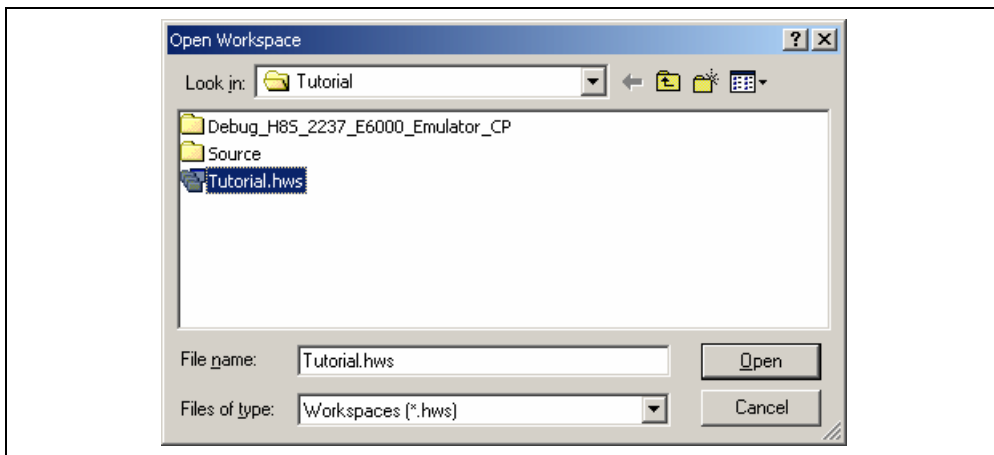 Open Workspace
Look in: Tutorial
Debug_H8S_2237_E6000_Emulator_CP
Source
Tutorial.hws
File name: Tutorial.hws Open
Files of type: Workspaces (*.hws) Cancel